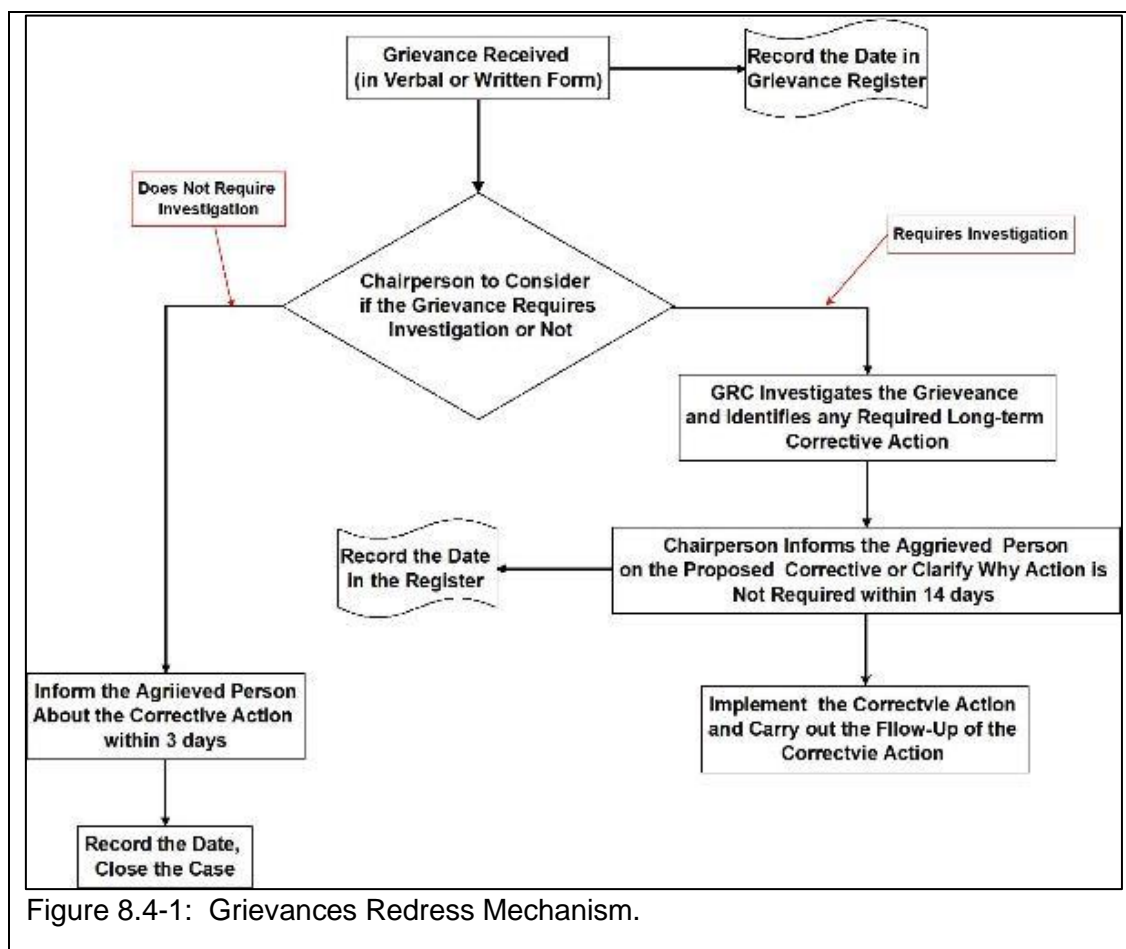 Grievance Received
(in Verbal or Written Form)
Record the Date in
Grievance Register
Does Not Require
Investigation
Requires Investigation
Chairperson to Consider
if the Grievance Requires
Investigation or Not
GRC Investigates the Grieveance
and Identifies any Required Long-term
Corrective Action
Record the Date
in the Register
Chairperson Informs the Aggrieved Person
on the Proposed Corrective or Clarify Why Action is
Not Required within 14 days
Inform the Agriieved Person
About the Corrective Action
within 3 days
Implement the Correctvie Action
and Carry out the Fllow-Up of the
Correctvie Action
Record the Date,
Close the Case
Figure 8.4-1: Grievances Redress Mechanism.